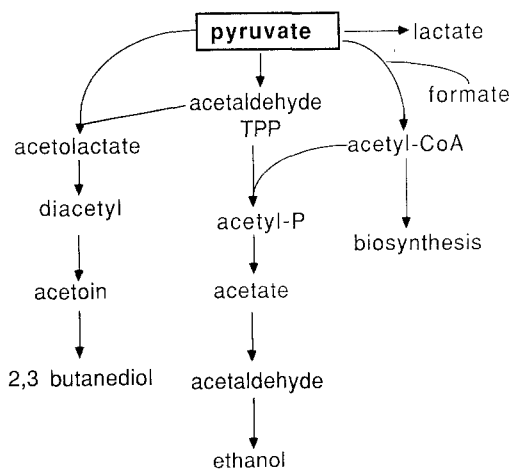 pyruvate
lactate
acetaldehyde
TPP
formate
acetolactate
acetyl-CoA
diacetyl
acetyl-P
biosynthesis
acetoin
acetate
2,3 butanediol
acetaldehyde
ethanol